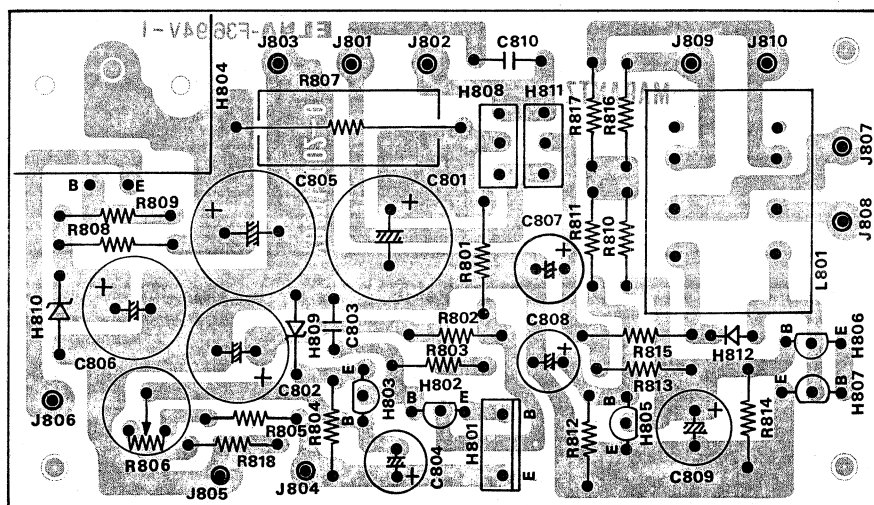 ELNA-F3694V-1
J803
J801
J802
C810
J809
J810
H804
R807
H808
H811
R817
R816
MARANTZ
J807
B
E
R809
R808
C805
C801
R801
C807
R811
R810
J808
L801
H810
C806
H809
C803
R802
C808
R815
H812
B
E
H806
C802
R803
R813
E
B
H807
J806
R804
E
H803
B
H802
B
E
H801
B
E
R812
B
H805
E
C809
R814
R806
R805
R818
J805
J804
C804